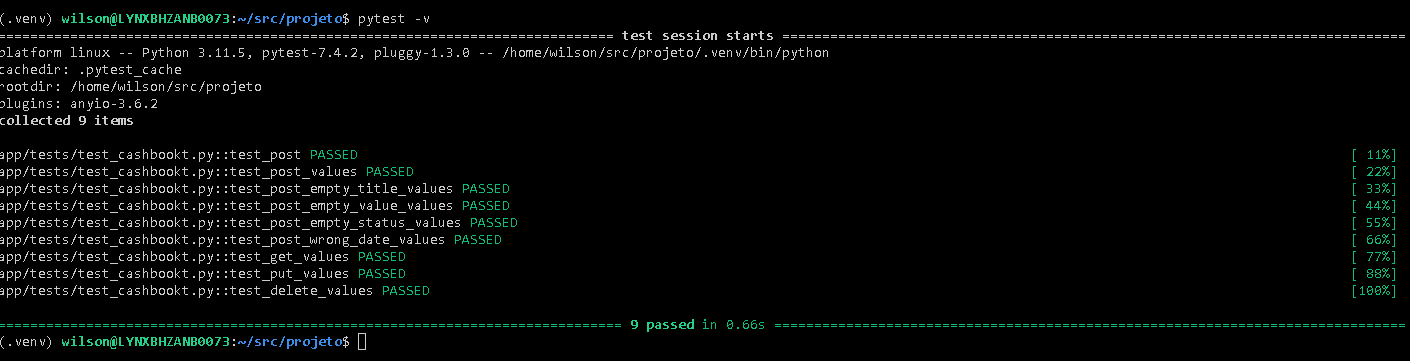 (.venv) wilson@LYNXBHZANB0073:~/src/projeto$ pytest -v
============================================================================= test session starts ==============================================================================
platform linux -- Python 3.11.5, pytest-7.4.2, pluggy-1.3.0 -- /home/wilson/src/projeto/.venv/bin/python
cachedir: .pytest_cache
rootdir: /home/wilson/src/projeto
plugins: anyio-3.6.2
collected 9 items
app/tests/test_cashbookt.py::test_post PASSED [ 11%]
app/tests/test_cashbookt.py::test_post_values PASSED [ 22%]
app/tests/test_cashbookt.py::test_post_empty_title_values PASSED [ 33%]
app/tests/test_cashbookt.py::test_post_empty_value_values PASSED [ 44%]
app/tests/test_cashbookt.py::test_post_empty_status_values PASSED [ 55%]
app/tests/test_cashbookt.py::test_post_wrong_date_values PASSED [ 66%]
app/tests/test_cashbookt.py::test_get_values PASSED [ 77%]
app/tests/test_cashbookt.py::test_put_values PASSED [ 88%]
app/tests/test_cashbookt.py::test_delete_values PASSED [100%]
============================================================================== 9 passed in 0.66s ===============================================================================
(.venv) wilson@LYNXBHZANB0073:~/src/projeto$